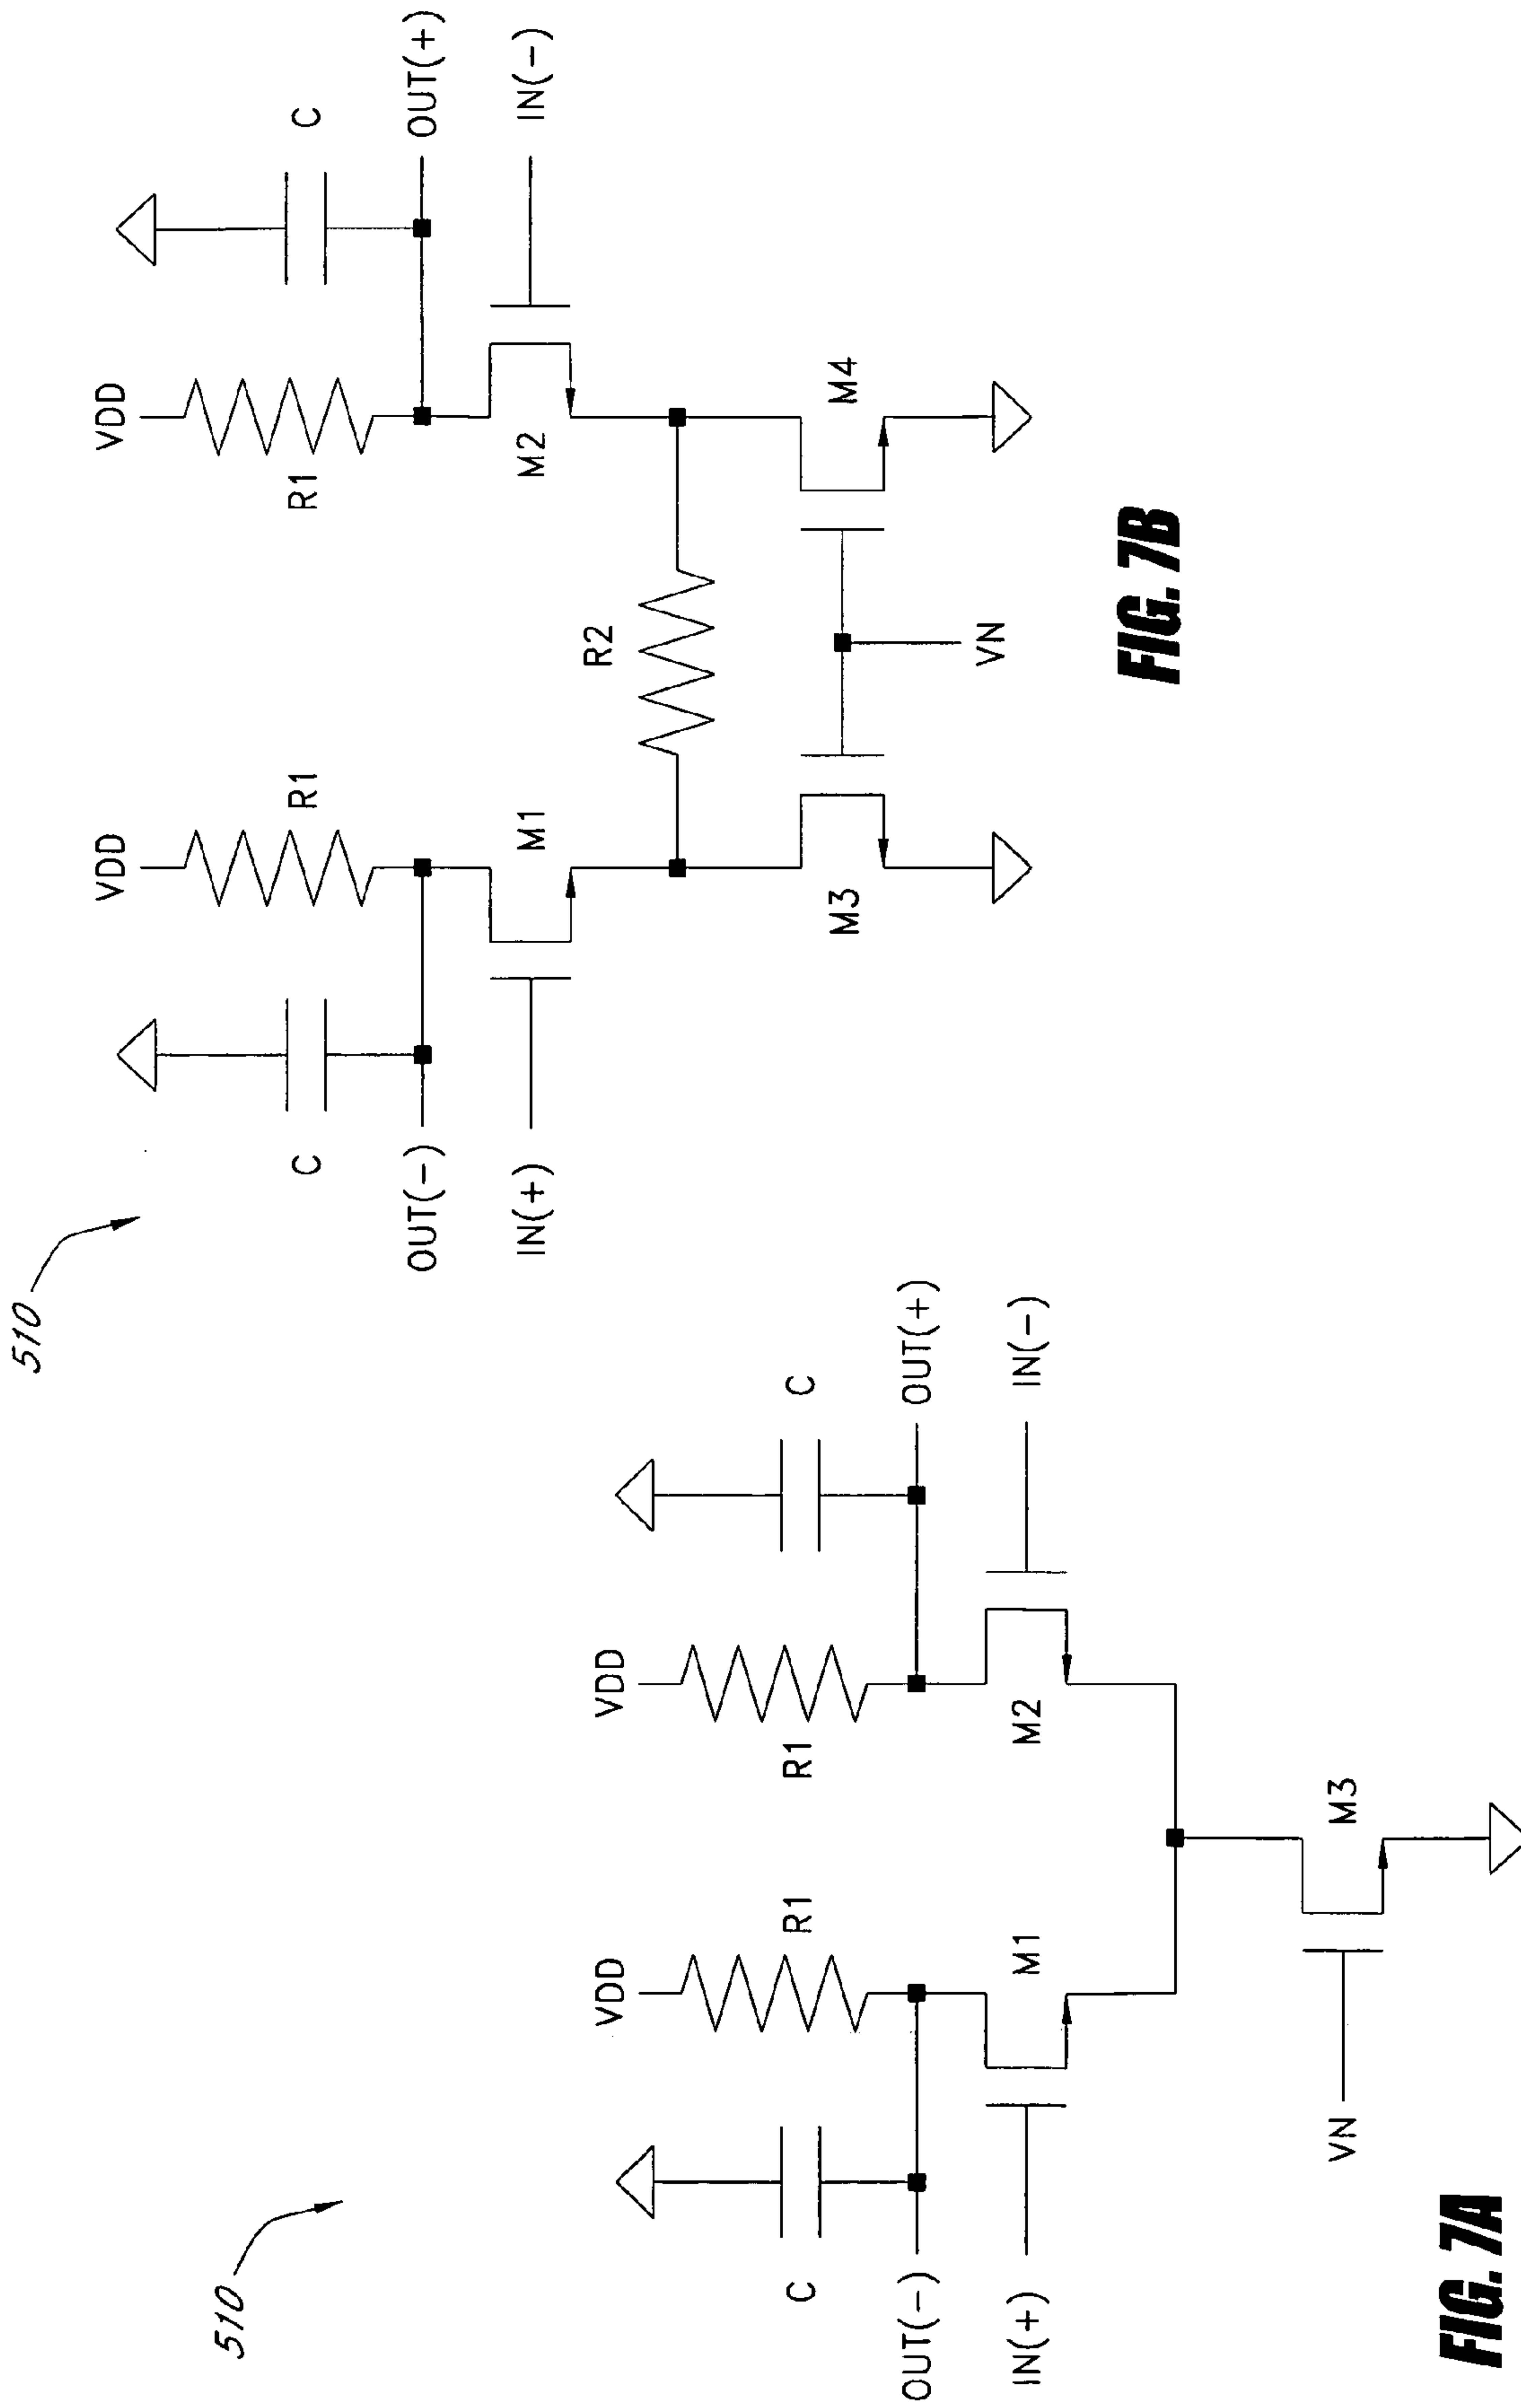 510
VDD
VDD
C
R1
R1
C
OUT(-)
OUT(+)
IN(+)
M1
M2
IN(-)
VN
M3
FIG. 7A
510
VDD
VDD
C
R1
R1
C
OUT(-)
OUT(+)
IN(+)
M1
M2
IN(-)
R2
M3
M4
VN
FIG. 7B